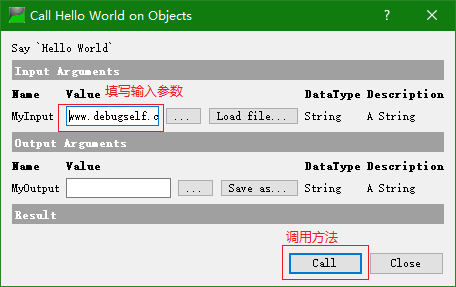 Call Hello World on Objects ? ×
Say `Hello World`
Input Arguments
Name Value 填写输入参数 DataType Description
MyInput www.debugself.c ... Load file... String A String
Output Arguments
Name Value DataType Description
MyOutput ... Save as... String A String
Result
调用方法
Call Close